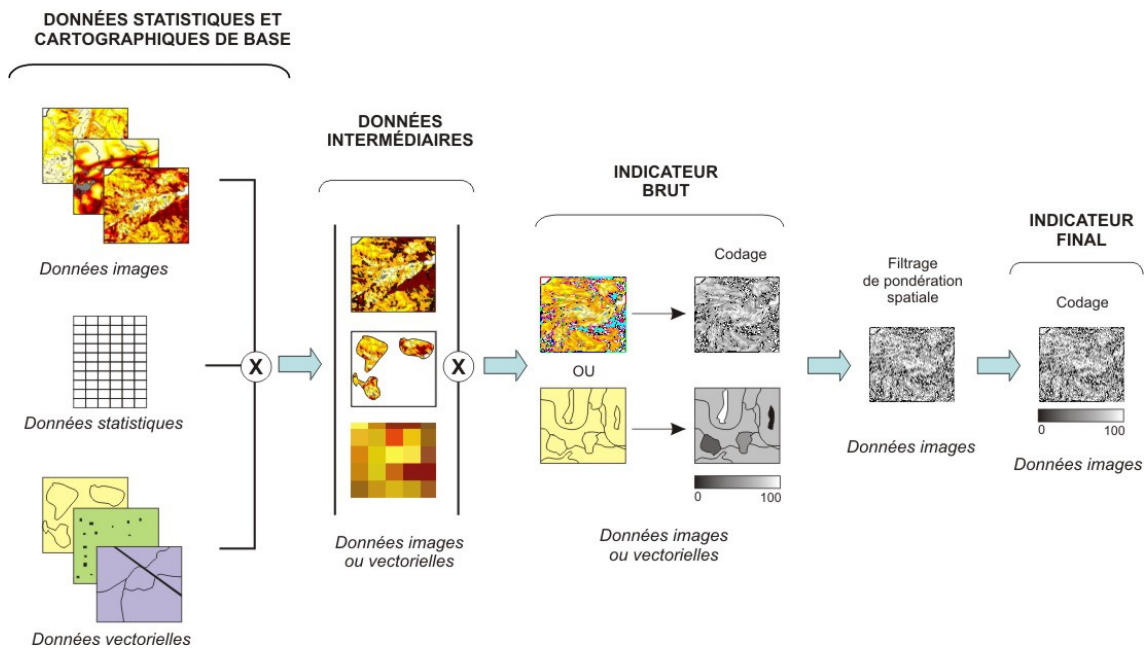 DONNÉES STATISTIQUES ET
CARTOGRAPHIQUES DE BASE
Données images
Données statistiques
Données vectorielles
X
DONNÉES
INTERMÉDIAIRES
X
Données images
ou vectorielles
INDICATEUR
BRUT
Codage
OU
0 100
Données images
ou vectorielles
Filtrage
de pondération
spatiale
Données images
INDICATEUR
FINAL
Codage
0 100
Données images